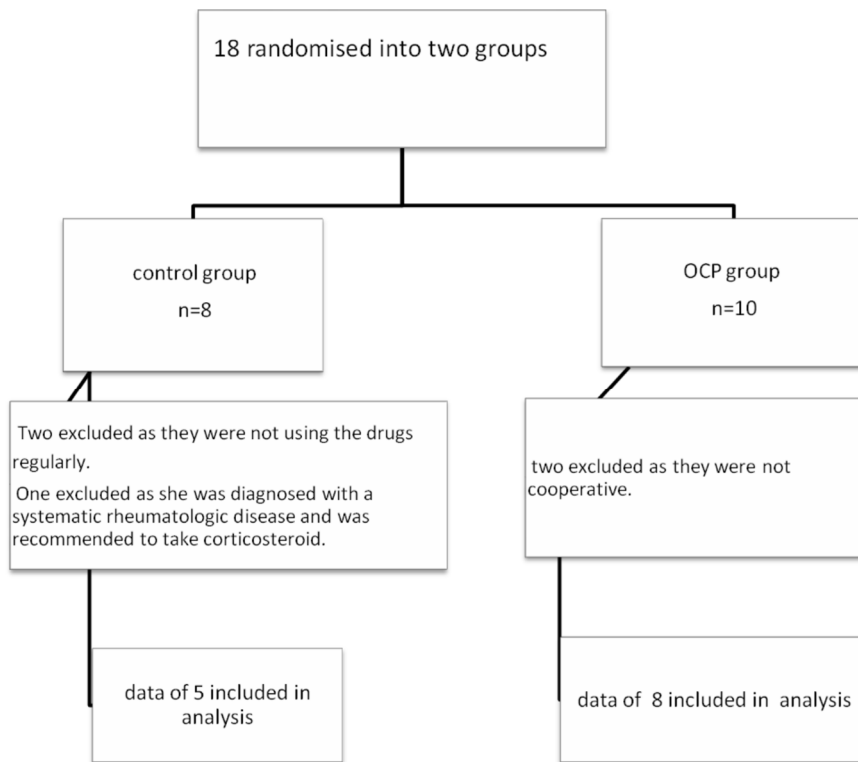 18 randomised into two groups
control group
n=8
OCP group
n=10
Two excluded as they were not using the drugs
regularly.
One excluded as she was diagnosed with a
systematic rheumatologic disease and was
recommended to take corticosteroid.
two excluded as they were not
cooperative.
data of 5 included in
analysis
data of 8 included in analysis